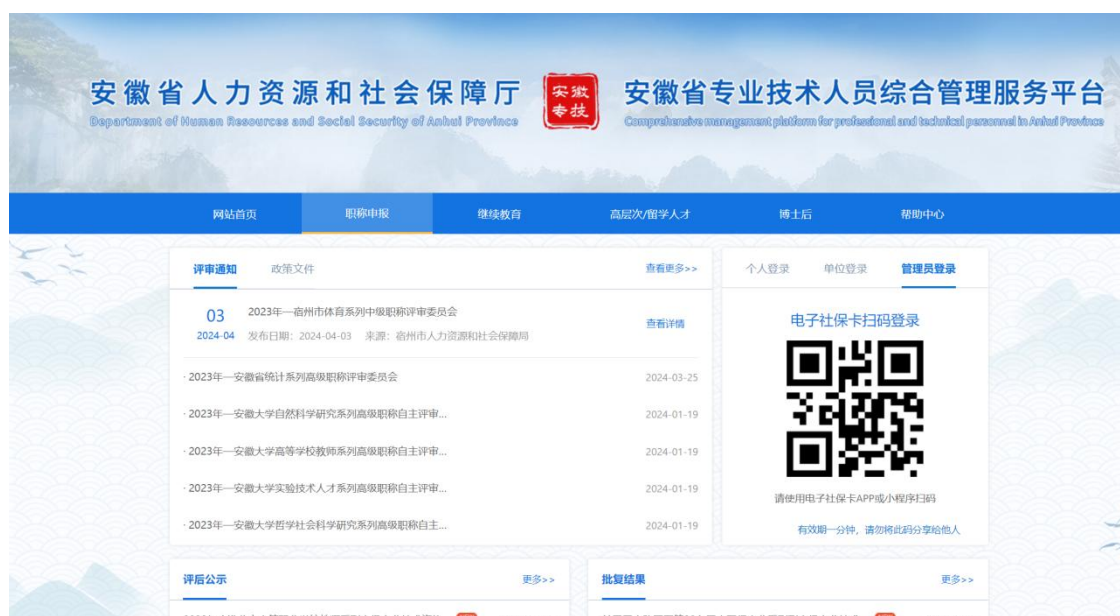 安徽省人力资源和社会保障厅
Department of Human Resources and Social Security of Anhui Province
安徽
专技
安徽省专业技术人员综合管理服务平台
Comprehensive management platform for professional and technical personnel in Anhui Province
网站首页 职称申报 继续教育 高层次/留学人才 博士后 帮助中心
评审通知 政策文件 查看更多>>
03
2024-04
2023年—宿州市体育系列中级职称评审委员会
发布日期：2024-04-03 来源：宿州市人力资源和社会保障局
查看详情
· 2023年—安徽省统计系列高级职称评审委员会 2024-03-25
· 2023年—安徽大学自然科学研究系列高级职称自主评审... 2024-01-19
· 2023年—安徽大学高等学校教师系列高级职称自主评审... 2024-01-19
· 2023年—安徽大学实验技术人才系列高级职称自主评审... 2024-01-19
· 2023年—安徽大学哲学社会科学研究系列高级职称自主... 2024-01-19
个人登录 单位登录 管理员登录
电子社保卡扫码登录
请使用电子社保卡APP或小程序扫码
有效期一分钟，请勿将此码分享给他人
评后公示 更多>>
批复结果 更多>>